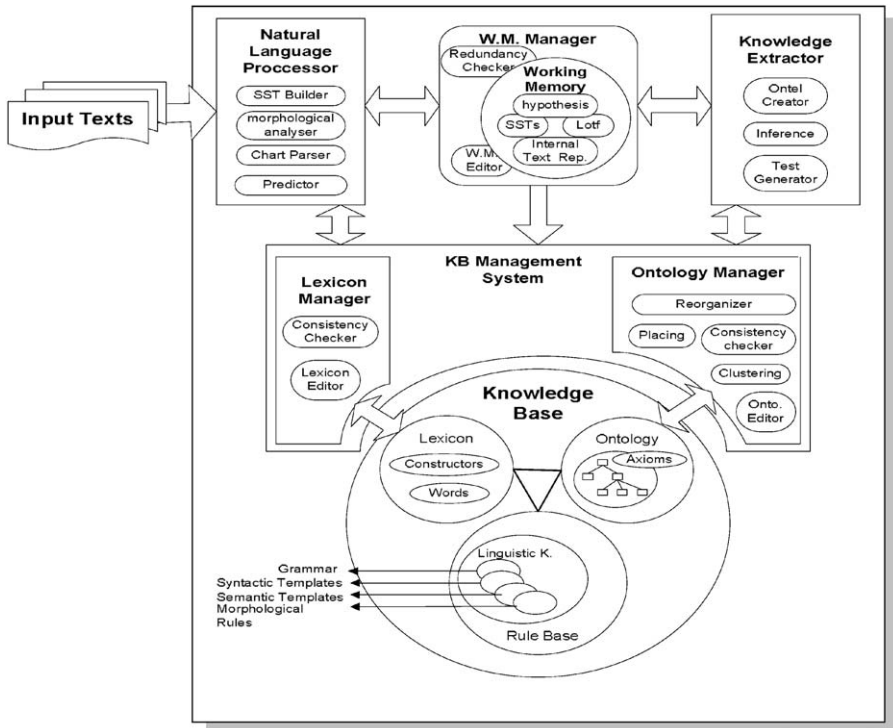 Input Texts
Natural
Language
Proccessor
SST Builder
morphological
analyser
Chart Parser
Predictor
W.M. Manager
Redundancy
Checker
Working
Memory
hypothesis
SSTs
Lotf
Internal
Text Rep.
W.M.
Editor
Knowledge
Extractor
Ontel
Creator
Inference
Test
Generator
KB Management
System
Lexicon
Manager
Consistency
Checker
Lexicon
Editor
Ontology Manager
Reorganizer
Placing
Consistency
checker
Clustering
Onto.
Editor
Knowledge
Base
Lexicon
Constructors
Words
Ontology
Axioms
Linguistic K.
Rule Base
Grammar
Syntactic Templates
Semantic Templates
Morphological
Rules